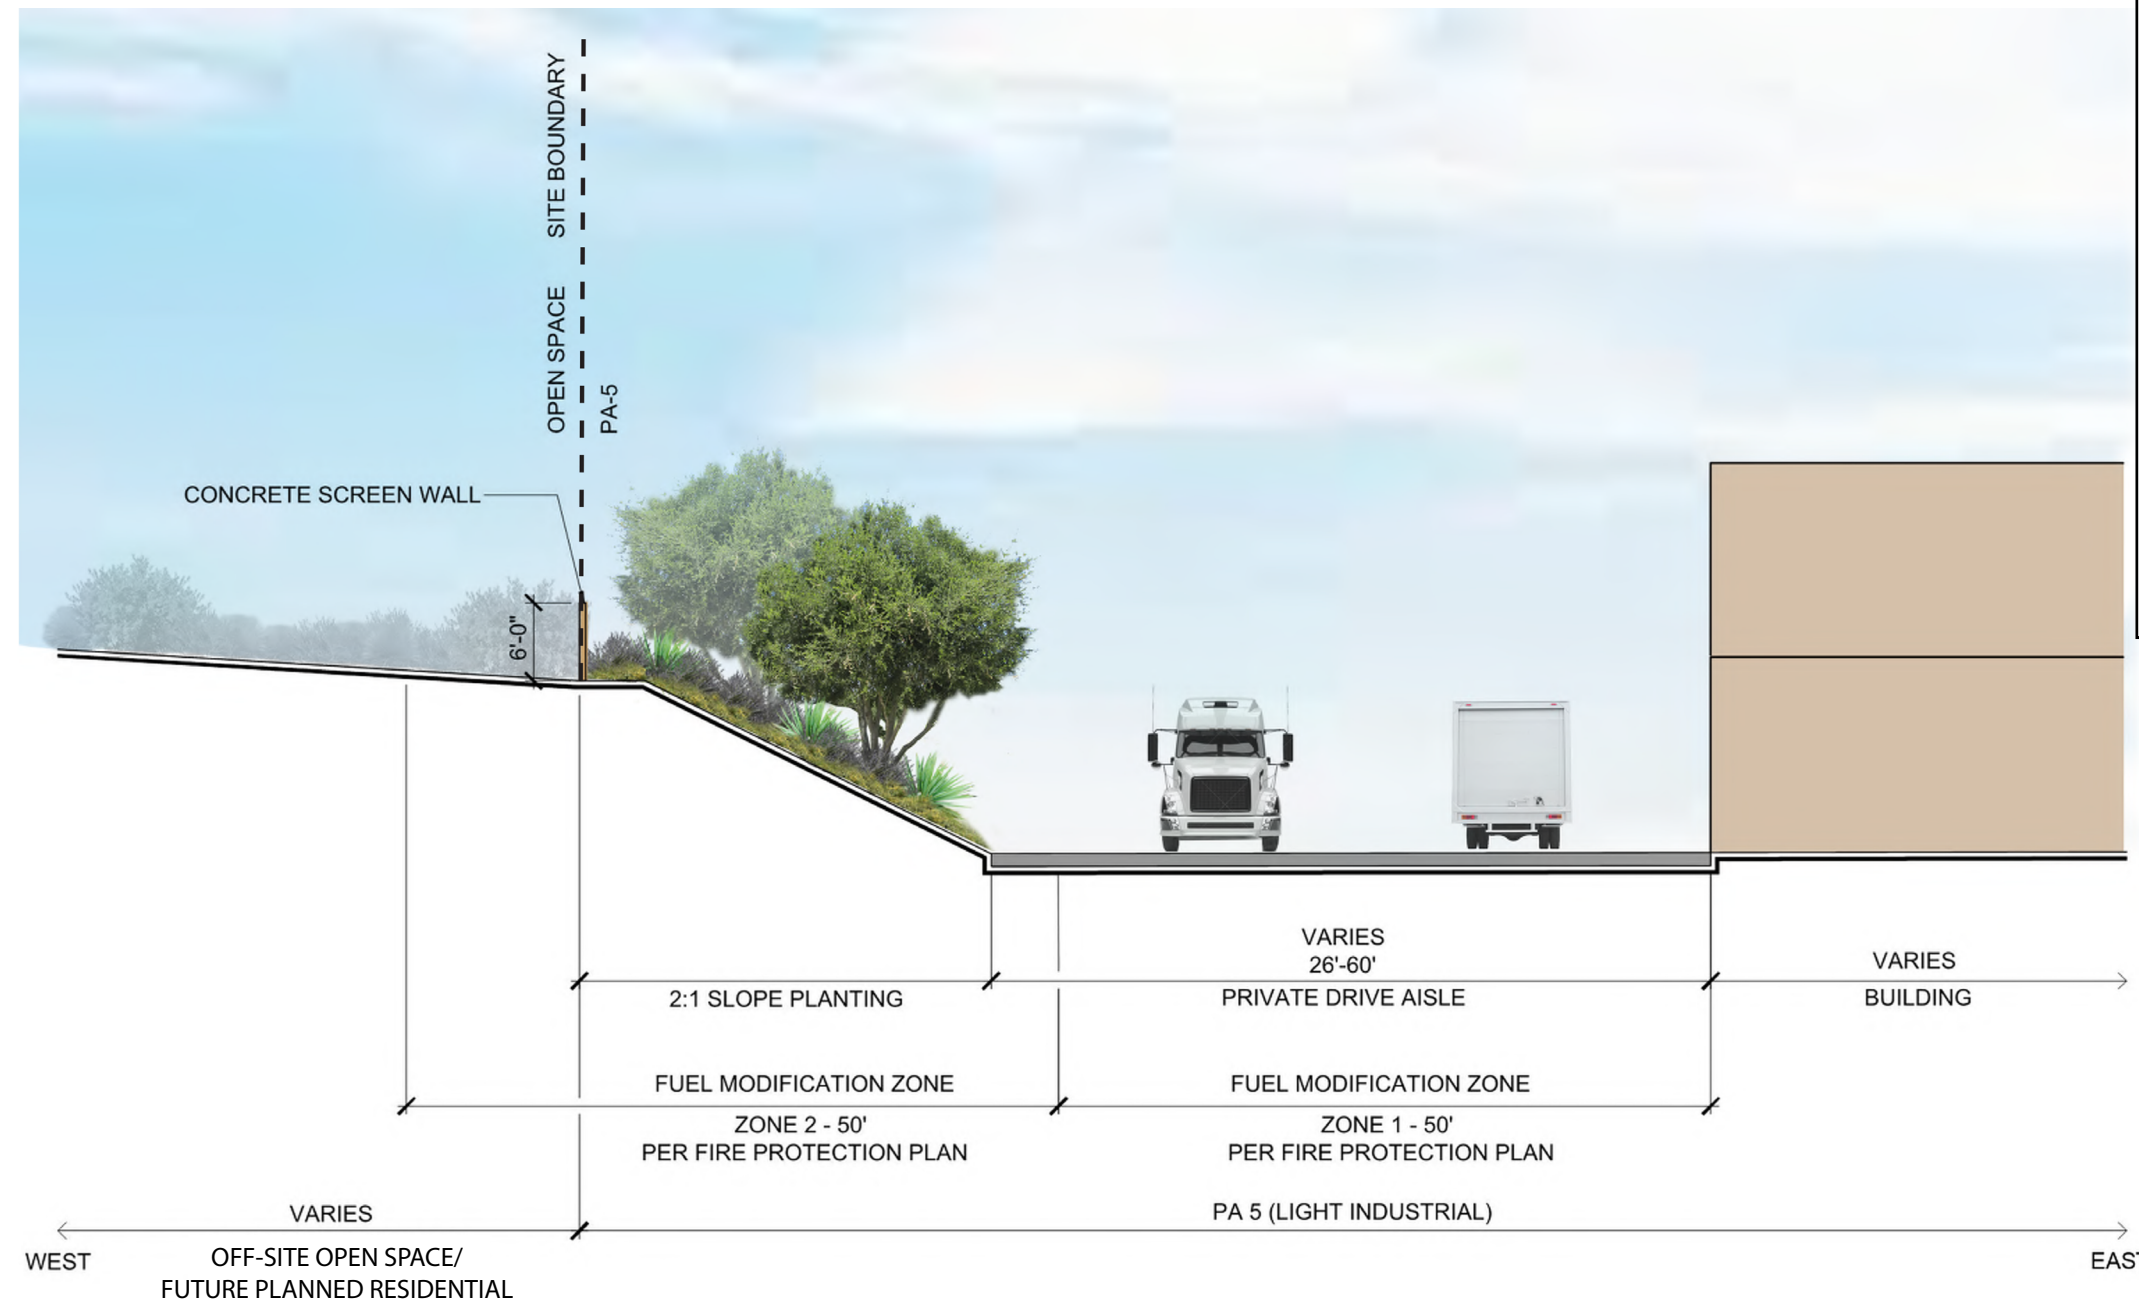 SITE BOUNDARY
OPEN SPACE
PA-5
CONCRETE SCREEN WALL
6'-0"
VARIES
26'-60'
PRIVATE DRIVE AISLE
2:1 SLOPE PLANTING
VARIES
BUILDING
FUEL MODIFICATION ZONE
ZONE 2 - 50'
PER FIRE PROTECTION PLAN
FUEL MODIFICATION ZONE
ZONE 1 - 50'
PER FIRE PROTECTION PLAN
VARIES
PA 5 (LIGHT INDUSTRIAL)
WEST
OFF-SITE OPEN SPACE/
FUTURE PLANNED RESIDENTIAL
EAST